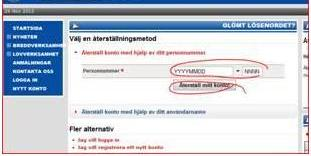 29 Nov 2012
GLÖMT LÖSENORDET?
STARTSIDA
NYHETER
BREDDVERKSAMHET
LOVVERKSAMHET
ANMÄLNINGAR
KONTAKTA OSS
LOGGA IN
NYTT KONTO
Välj en återställningsmetod
Återställ konto med hjälp av ditt personnummer
Personnummer * YYYYMMDD - NNNN
Återställ mitt konto
Återställ konto med hjälp av ditt användarnamn
Fler alternativ
Jag vill logga in
Jag vill registrera ett nytt konto